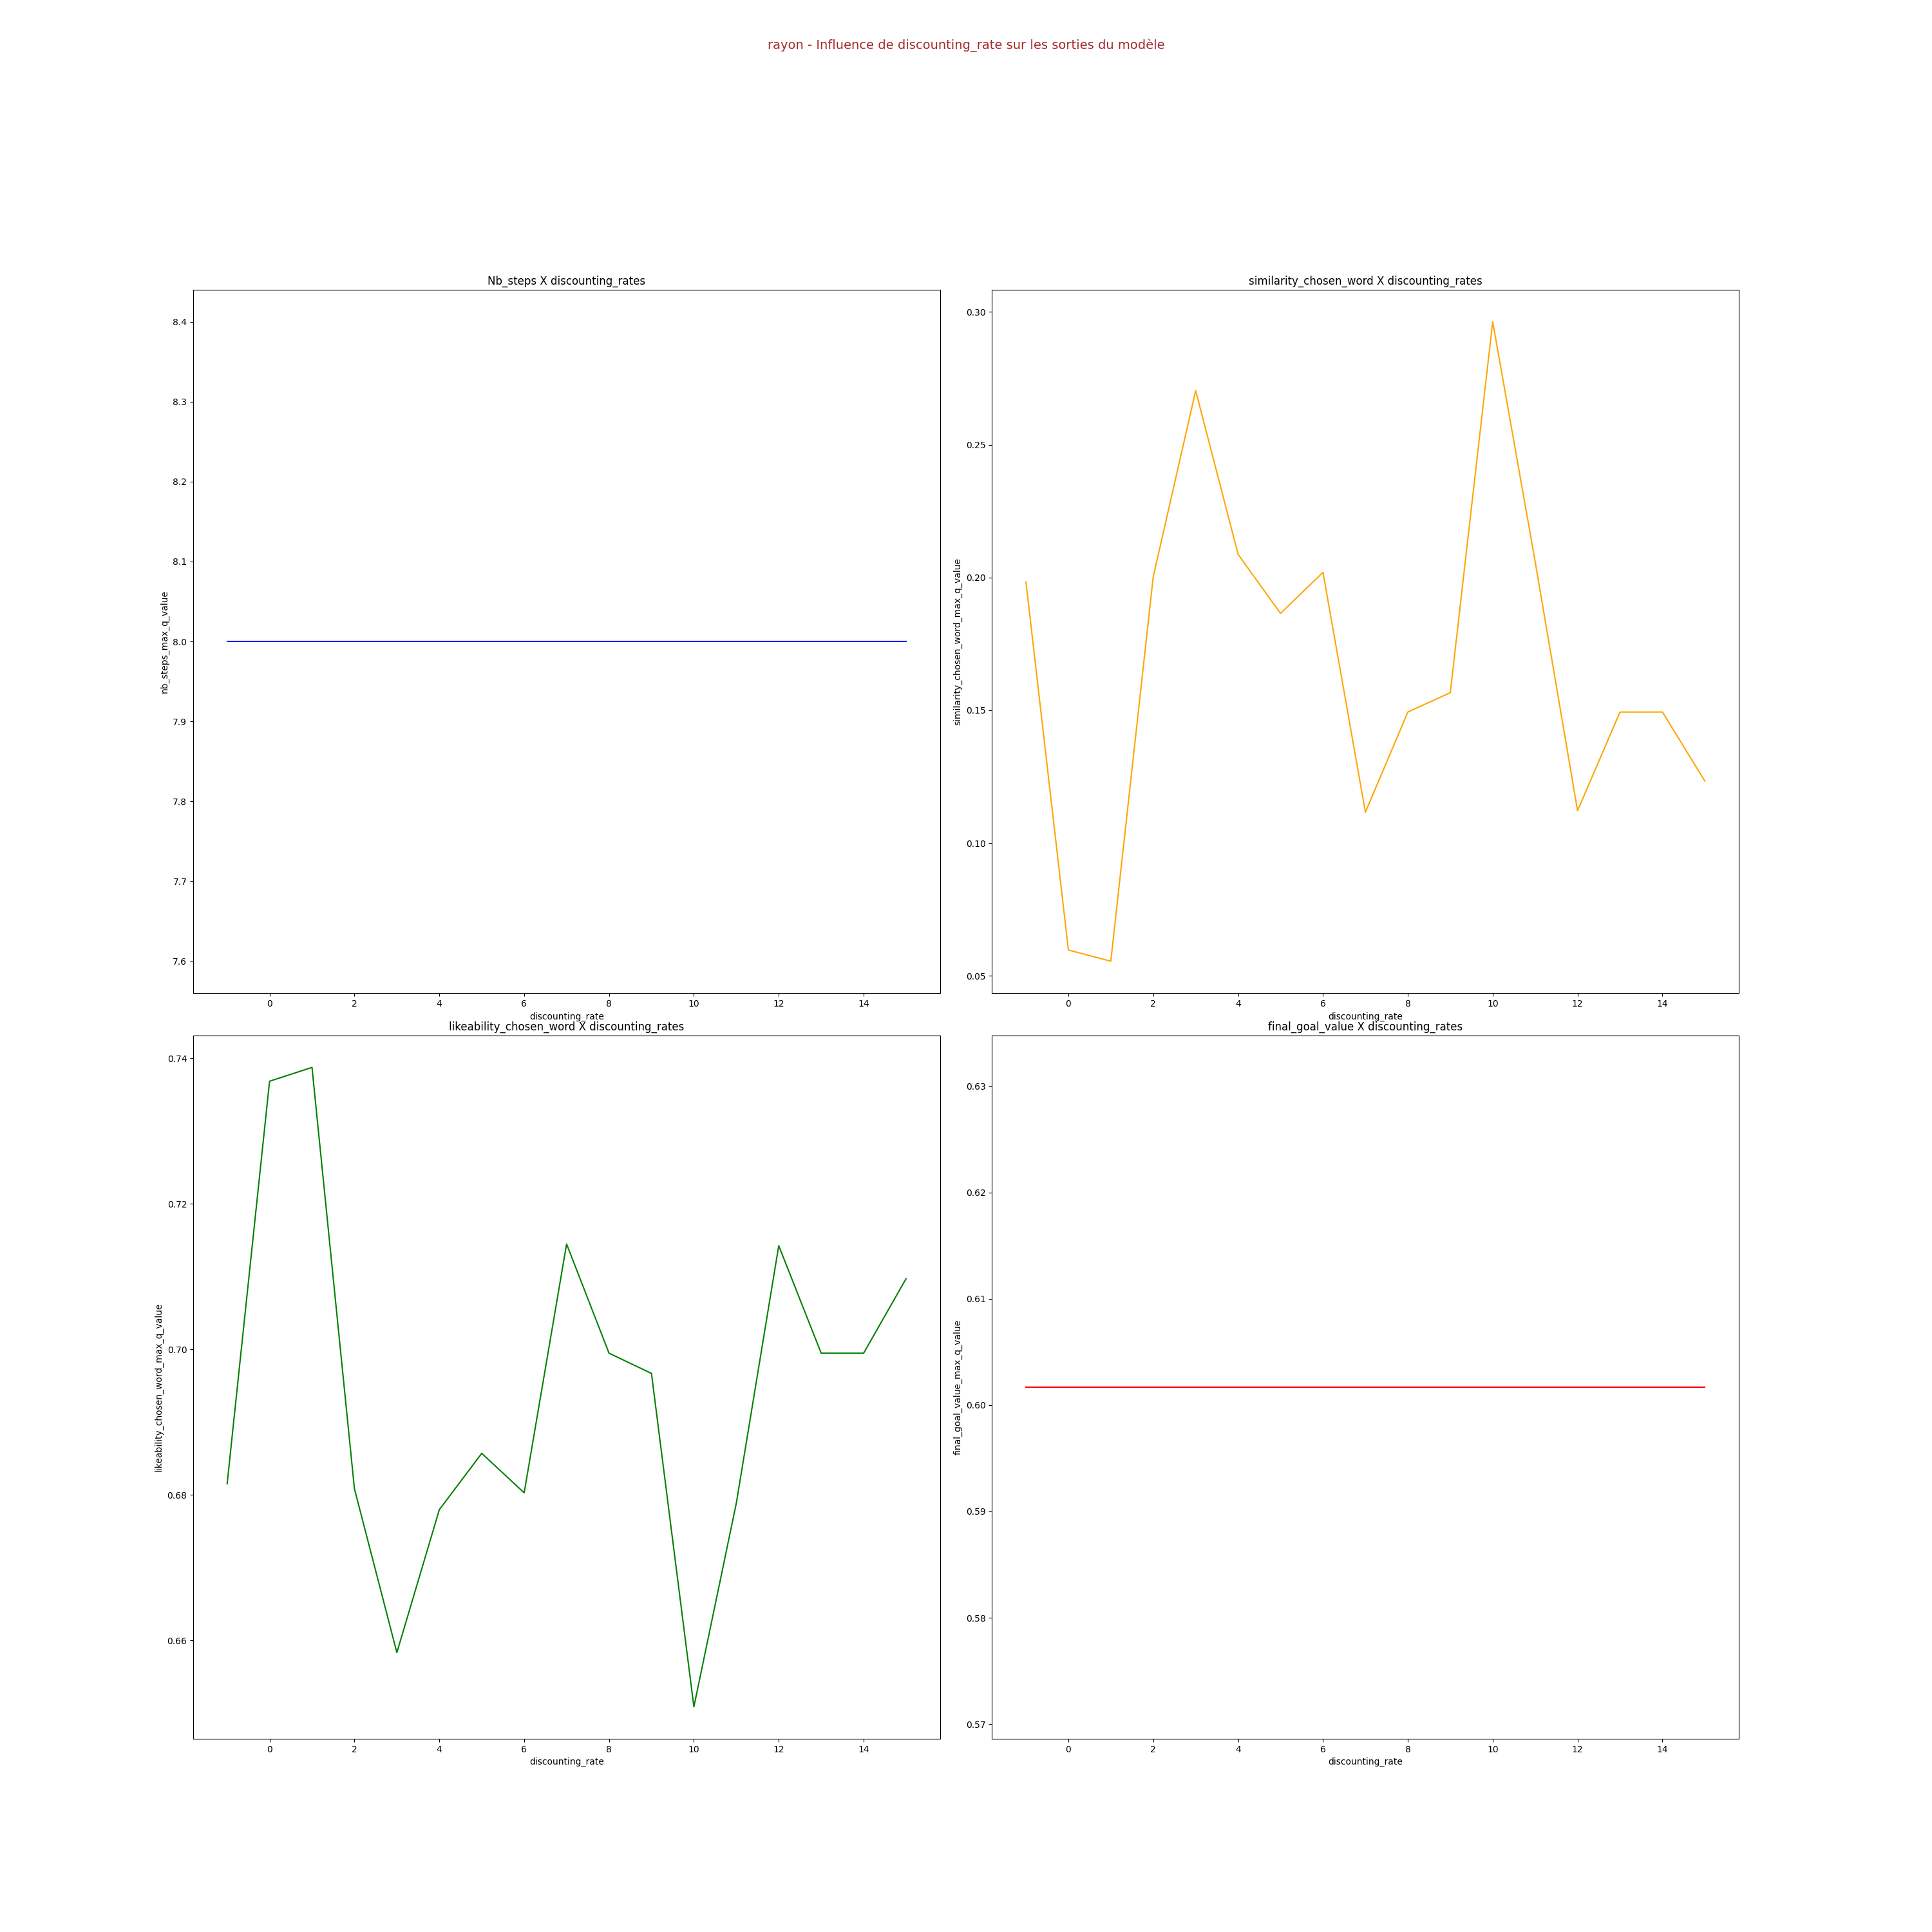 rayon - Influence de discounting_rate sur les sorties du modèle
Nb_steps X discounting_rates
8.4
8.3
8.2
8.1
8.0
7.9
7.8
7.7
7.6
nb_steps_max_q_value
0 2 4 6 8 10 12 14
discounting_rate
similarity_chosen_word X discounting_rates
0.30
0.25
0.20
0.15
0.10
0.05
similarity_chosen_word_max_q_value
0 2 4 6 8 10 12 14
discounting_rate
likeability_chosen_word X discounting_rates
0.74
0.72
0.70
0.68
0.66
likeability_chosen_word_max_q_value
0 2 4 6 8 10 12 14
discounting_rate
final_goal_value X discounting_rates
0.63
0.62
0.61
0.60
0.59
0.58
0.57
final_goal_value_max_q_value
0 2 4 6 8 10 12 14
discounting_rate